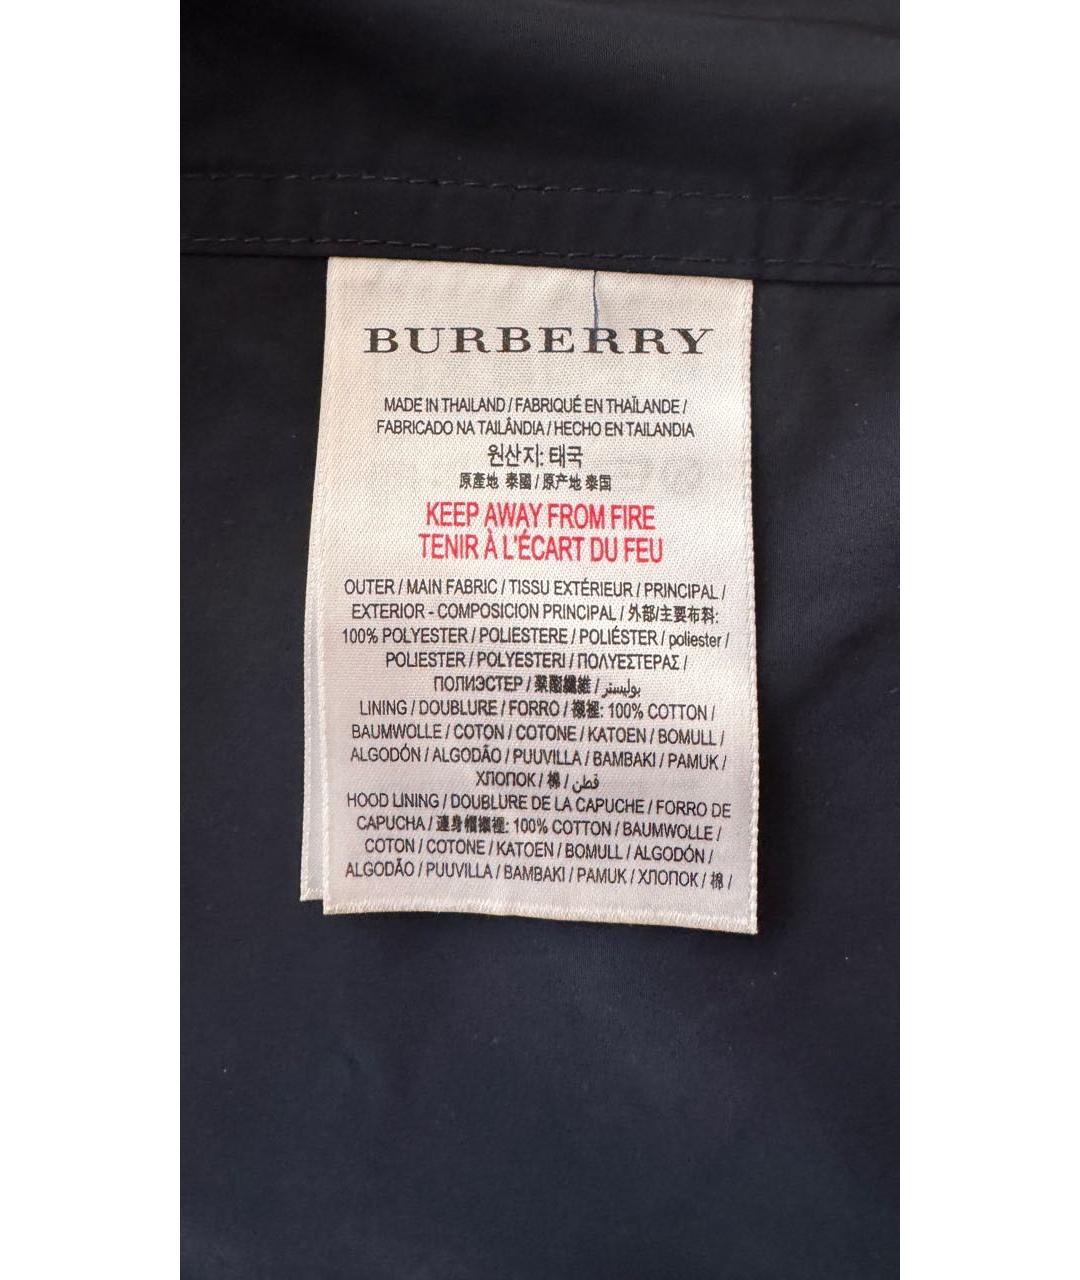 BURBERRY
MADE IN THAILAND / FABRIQUÉ EN THAÏLANDE /
FABRICADO NA TAILÂNDIA / HECHO EN TAILANDIA
원산지: 태국
原產地 泰國 / 原产地 泰国
KEEP AWAY FROM FIRE
TENIR À L'ÉCART DU FEU
OUTER / MAIN FABRIC / TISSU EXTÉRIEUR / PRINCIPAL /
EXTERIOR - COMPOSICION PRINCIPAL / 外部/主要布料:
100% POLYESTER / POLIESTERE / POLIÉSTER / poliester /
POLIESTER / POLYESTERI / ΠΟΛΥΕΣΤΕΡΑΣ /
ПОЛИЭСТЕР / 聚酯纖維 / بوليستر
LINING / DOUBLURE / FORRO / 襯裡: 100% COTTON /
BAUMWOLLE / COTON / COTONE / KATOEN / BOMULL /
ALGODÓN / ALGODÃO / PUUVILLA / BAMBAKI / PAMUK /
ХЛОПОК / 棉 / قطن
HOOD LINING / DOUBLURE DE LA CAPUCHE / FORRO DE
CAPUCHA / 連身帽襯裡: 100% COTTON / BAUMWOLLE /
COTON / COTONE / KATOEN / BOMULL / ALGODÓN /
ALGODÃO / PUUVILLA / BAMBAKI / PAMUK / ХЛОПОК / 棉 /